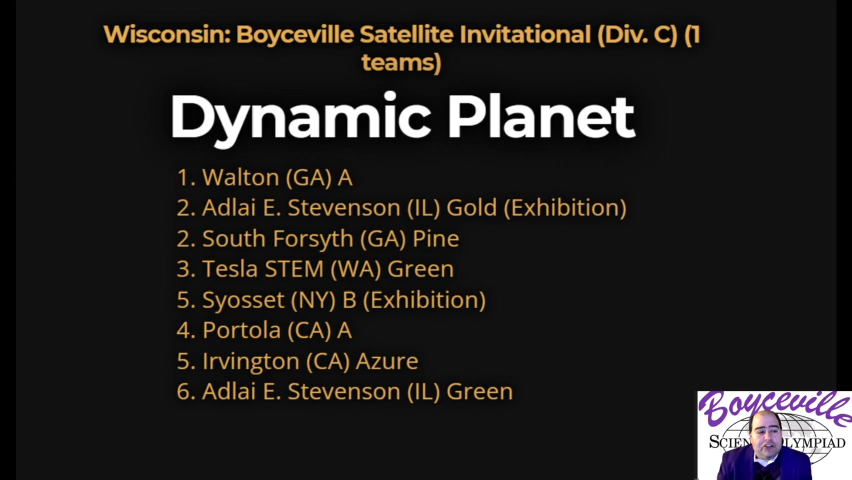 Wisconsin: Boyceville Satellite Invitational (Div. C) (1
teams)
Dynamic Planet
1. Walton (GA) A
2. Adlai E. Stevenson (IL) Gold (Exhibition)
2. South Forsyth (GA) Pine
3. Tesla STEM (WA) Green
5. Syosset (NY) B (Exhibition)
4. Portola (CA) A
5. Irvington (CA) Azure
6. Adlai E. Stevenson (IL) Green
Boyceville